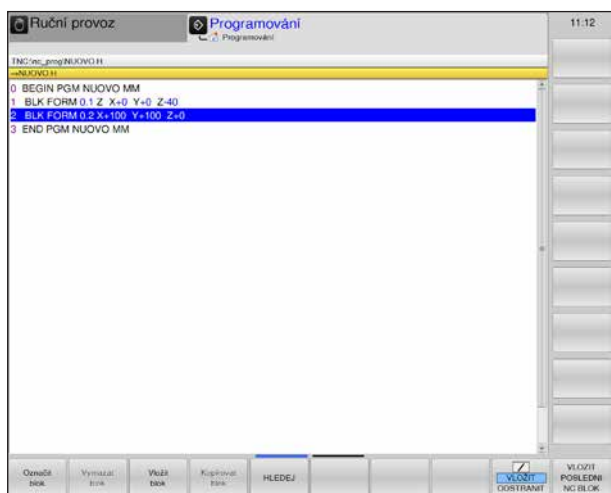 Ruční provoz
Programování
Programování
11:12
TNC:\nc_prog\NUOVO.H
→NUOVO.H
0 BEGIN PGM NUOVO MM
1 BLK FORM 0.1 Z X+0 Y+0 Z-40
2 BLK FORM 0.2 X+100 Y+100 Z+0
3 END PGM NUOVO MM
Označit blok
Vymazat blok
Vložit blok
Kopírovat blok
HLEDEJ
VLOŽIT
ODSTRANIT
VLOZIT
POSLEDNI
NC BLOK